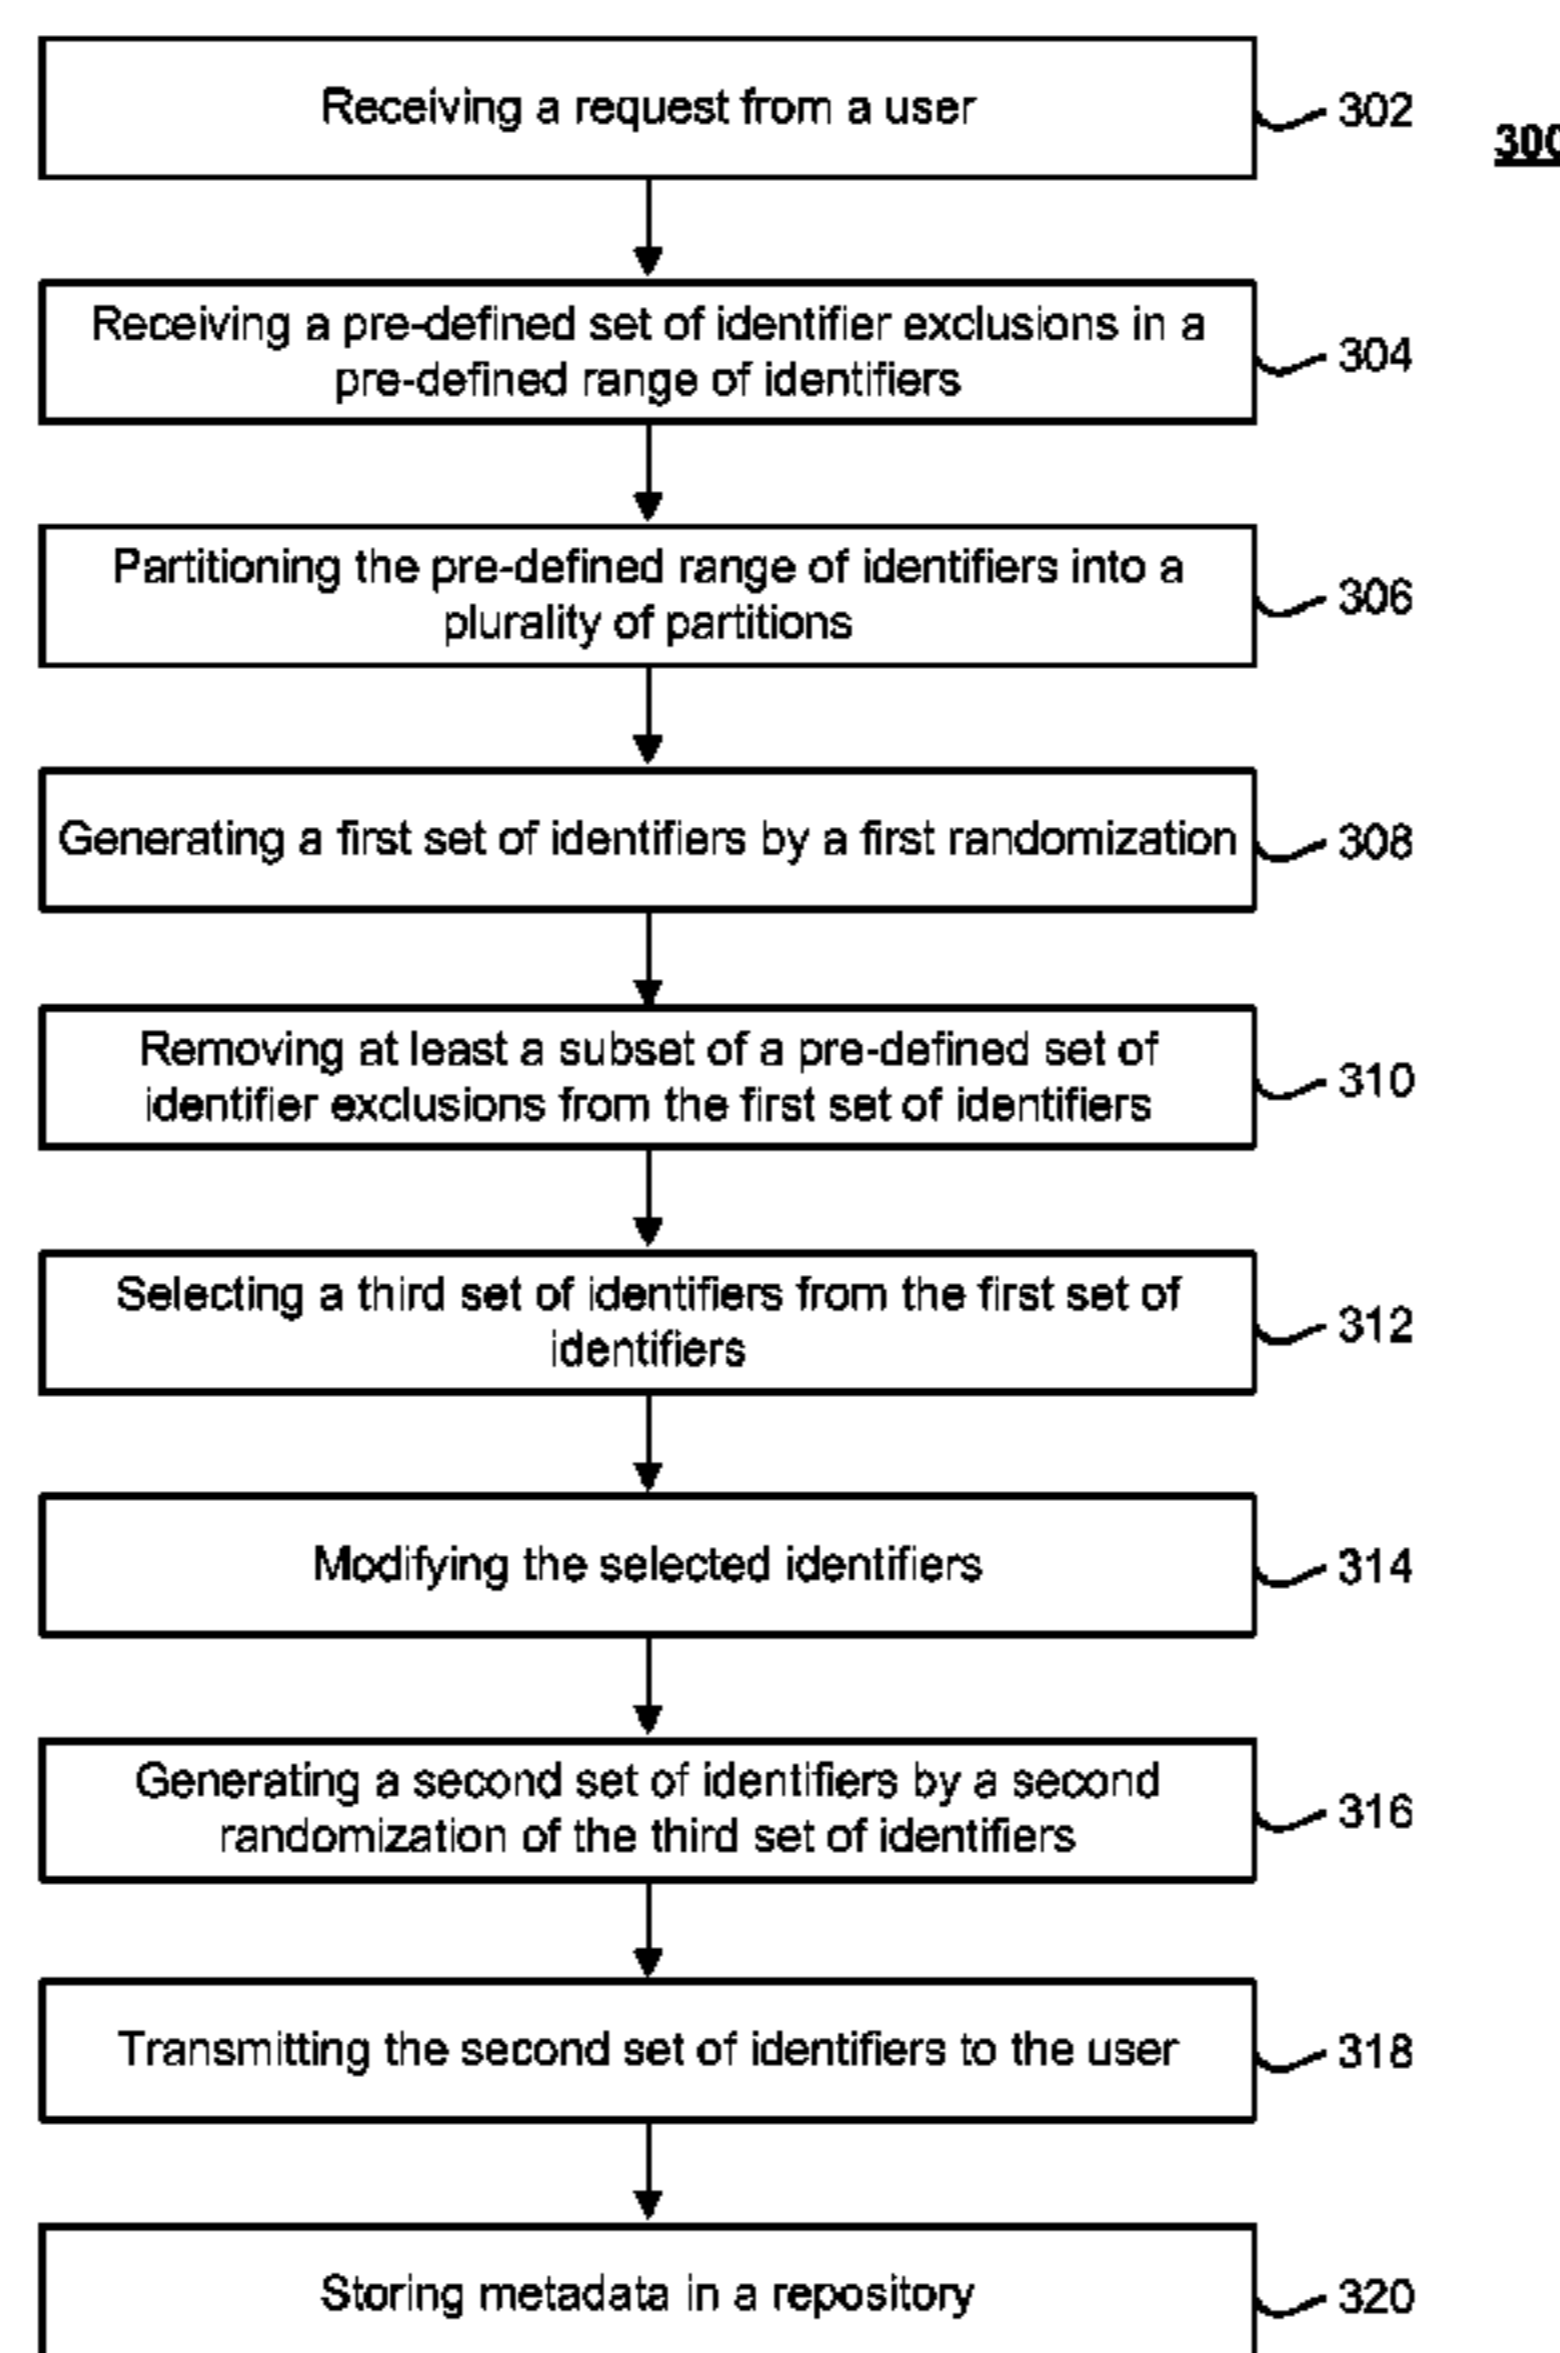 Receiving a request from a user
302
300
Receiving a pre-defined set of identifier exclusions in a
pre-defined range of identifiers
304
Partitioning the pre-defined range of identifiers into a
plurality of partitions
306
Generating a first set of identifiers by a first randomization
308
Removing at least a subset of a pre-defined set of
identifier exclusions from the first set of identifiers
310
Selecting a third set of identifiers from the first set of
identifiers
312
Modifying the selected identifiers
314
Generating a second set of identifiers by a second
randomization of the third set of identifiers
316
Transmitting the second set of identifiers to the user
318
Storing metadata in a repository
320